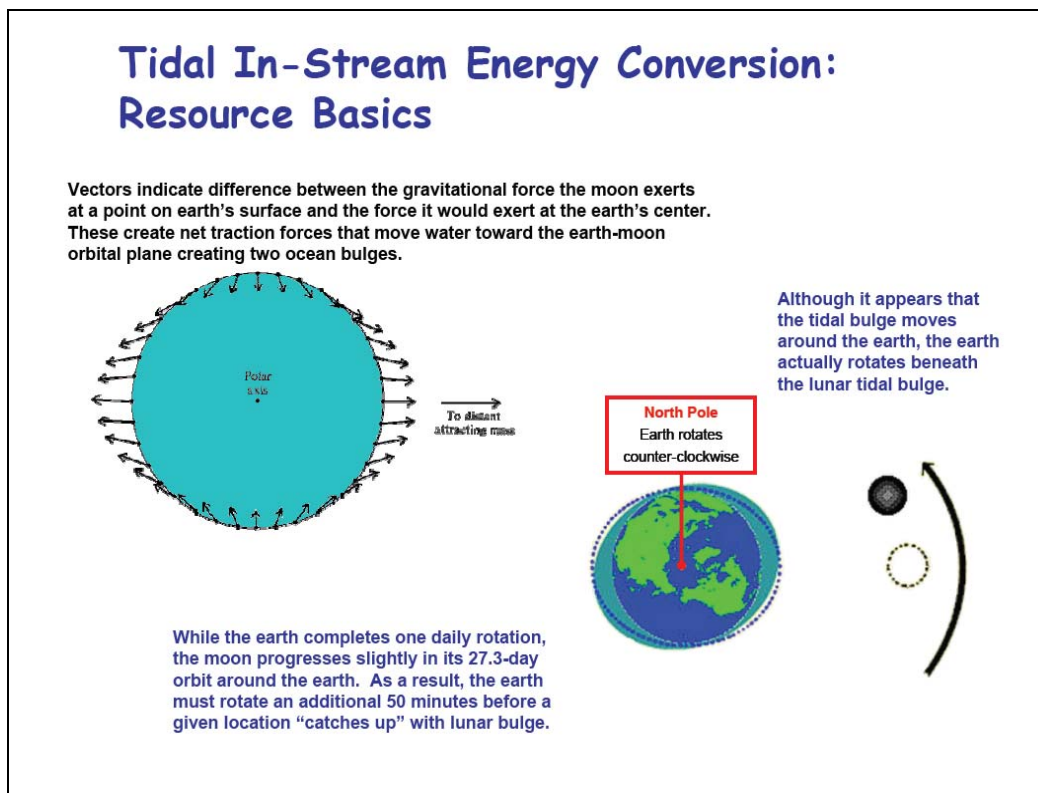 Tidal In-Stream Energy Conversion:
Resource Basics
Vectors indicate difference between the gravitational force the moon exerts
at a point on earth's surface and the force it would exert at the earth's center.
These create net traction forces that move water toward the earth-moon
orbital plane creating two ocean bulges.
Polar
axis
To distant
attracting mass
Although it appears that
the tidal bulge moves
around the earth, the earth
actually rotates beneath
the lunar tidal bulge.
North Pole
Earth rotates
counter-clockwise
While the earth completes one daily rotation,
the moon progresses slightly in its 27.3-day
orbit around the earth.  As a result, the earth
must rotate an additional 50 minutes before a
given location “catches up” with lunar bulge.